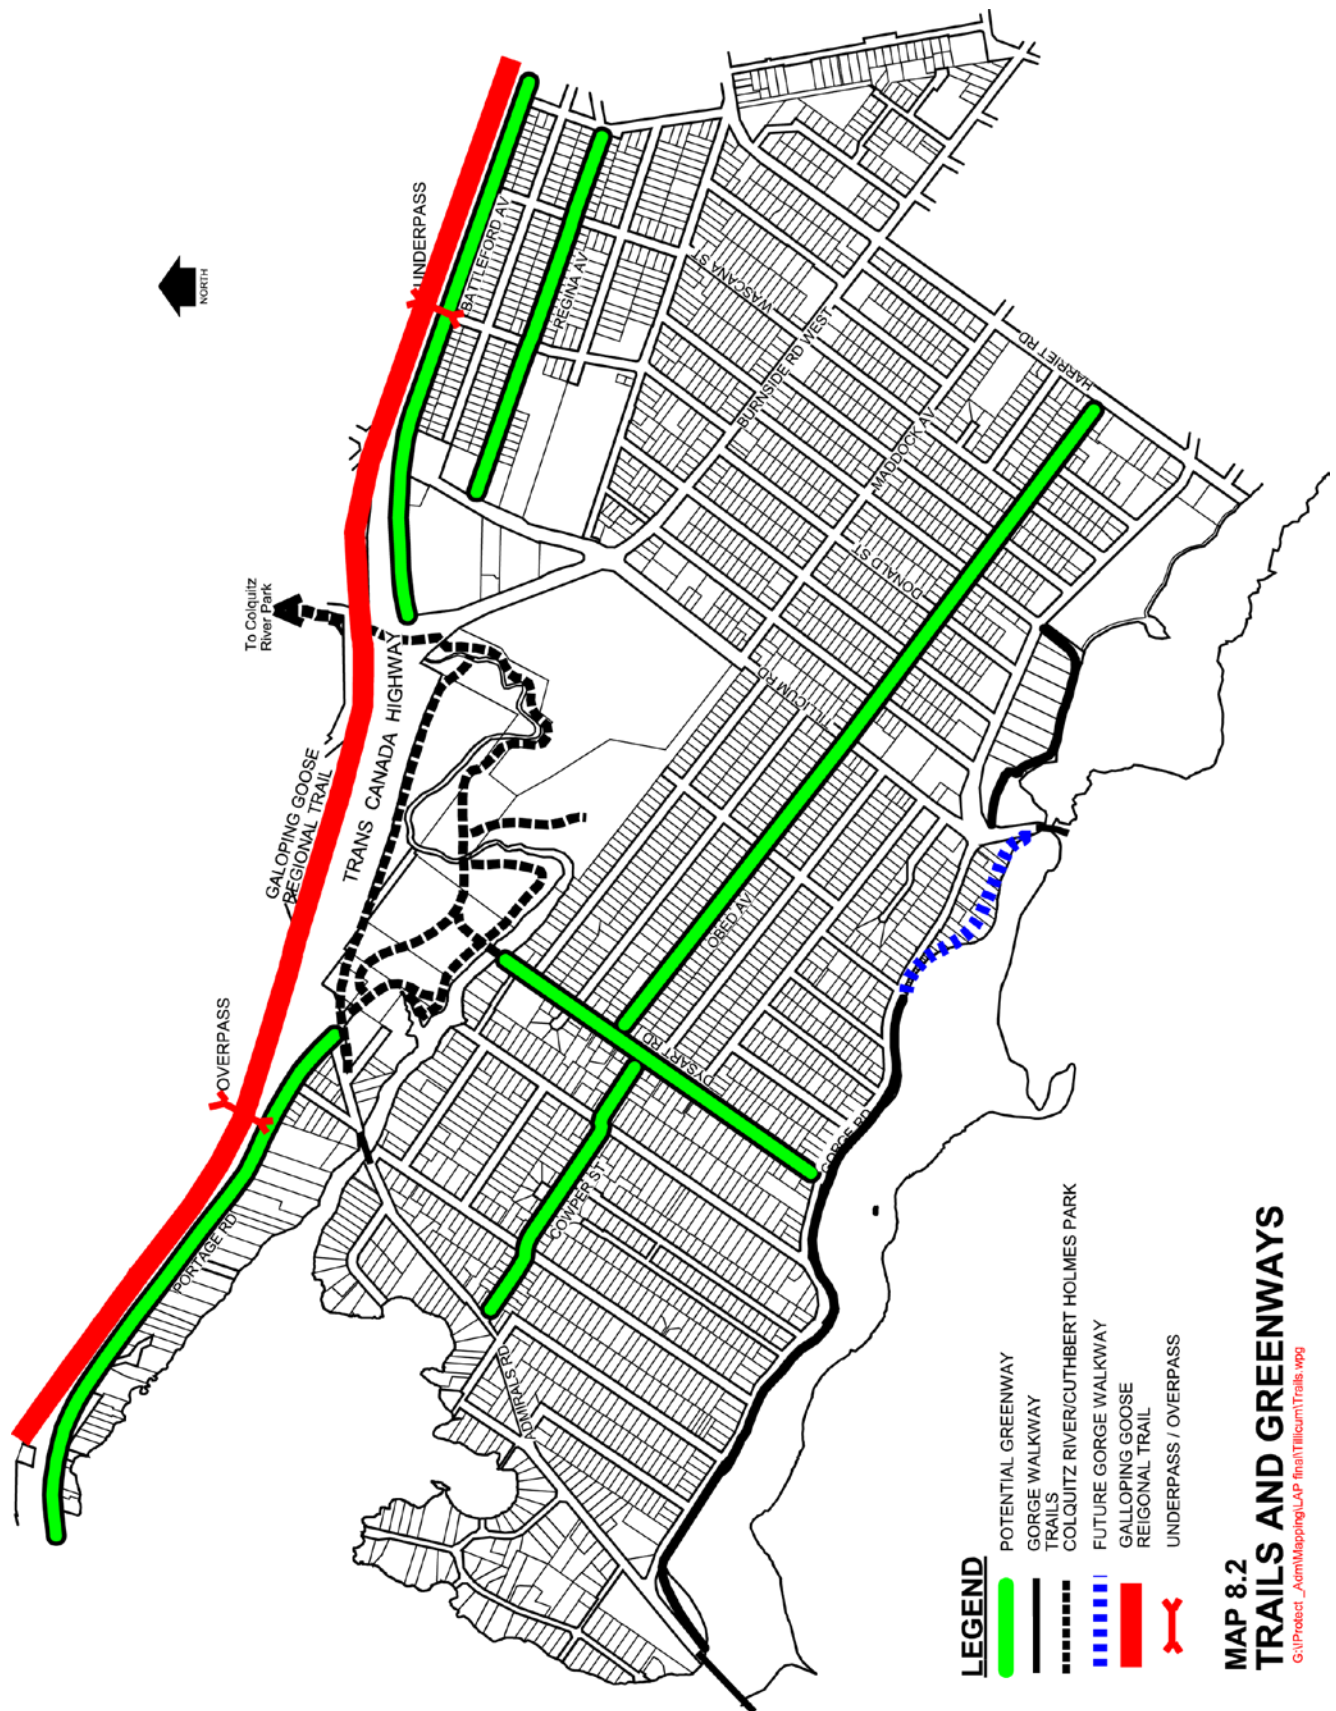 NORTH
UNDERPASS
BATTLEFORD AV
REGINA AV
WASCANA ST
BURNSIDE RD WEST
HARRIET RD
MADDOCK AV
DONALD ST
To Colquitz
River Park
TRANS CANADA HIGHWAY
GALOPING GOOSE
REGIONAL TRAIL
TILLICUM RD
OBED AV
OVERPASS
DYSART RD
GORGE RD
COWPER ST
PORTAGE RD
ADMIRALS RD
LEGEND
POTENTIAL GREENWAY
GORGE WALKWAY
TRAILS
COLQUITZ RIVER/CUTHBERT HOLMES PARK
FUTURE GORGE WALKWAY
GALLOPING GOOSE
REIGONAL TRAIL
UNDERPASS / OVERPASS
MAP 8.2
TRAILS AND GREENWAYS
G:\!Protect_Adm\Mapping\LAP final\Tillicum\Trails.wpg